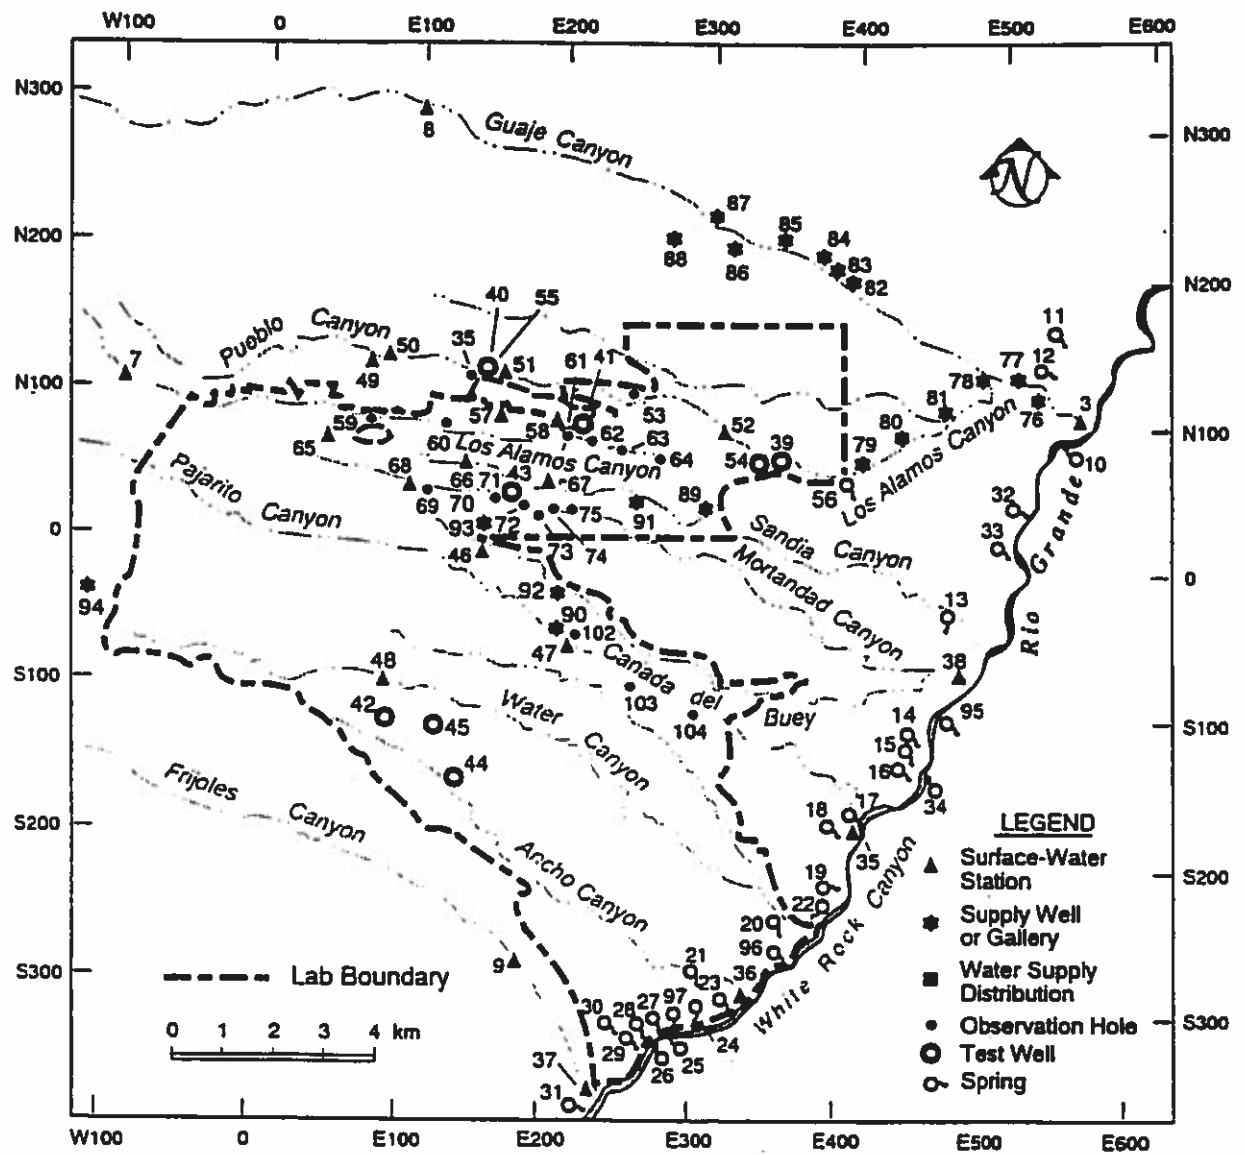 W100 0 E100 E200 E300 E400 E500 E600
N300
8
Guaje Canyon
N
N300
N200
87
88
86
85
84
83
82
N200
40 55
11
7
Pueblo Canyon
50
49
35
51
61 41
12
77
78
3
N100
59
57
53
81
76
65
60
58
62
63
52
80
N100
Los Alamos Canyon
64
39
54
79
Los Alamos Canyon
10
68
66
71
43
67
56
Pajarito Canyon
69
70
75
91
89
32
0
93
72
73
74
Sandia Canyon
33
46
Mortandad Canyon
0
94
92
90
102
13
47
Rio Grande
S100
48
Canada del Buey
38
103
104
42
45
Water Canyon
14
95
S100
15
44
16
34
Frijoles Canyon
18
17
S200
35
LEGEND
Surface-Water
Station
Ancho Canyon
19
S200
22
20
Supply Well
or Gallery
96
White Rock Canyon
9
21
36
S300
Lab Boundary
Water Supply
Distribution
30 28 27 97 23
S300
Observation Hole
0 2 4 km
29
26
25
24
Test Well
37
31
Spring
W100 0 E100 E200 E300 E400 E500 E600